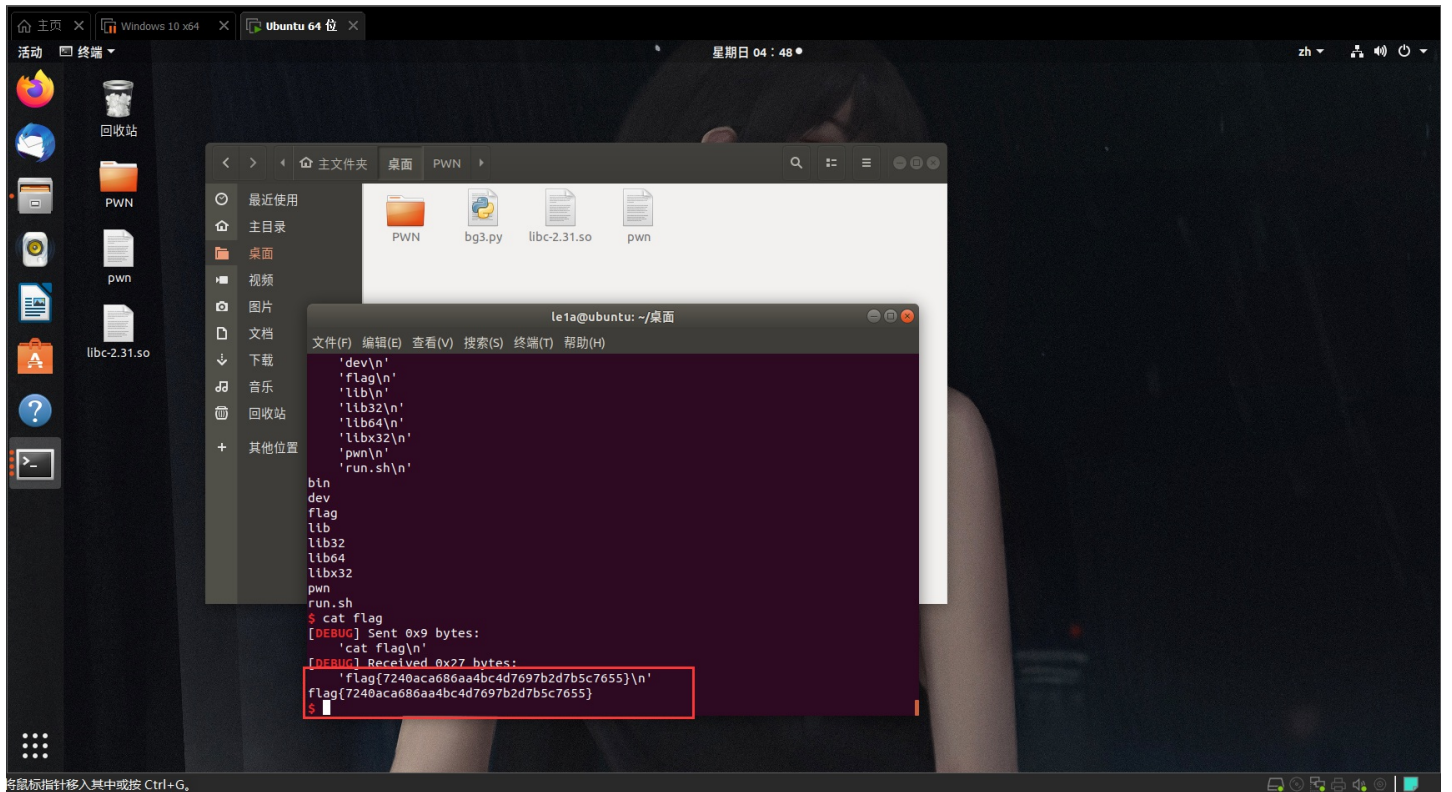 主页
Windows 10 x64
Ubuntu 64 位
活动
终端
星期日 04：48
zh
回收站
PWN
pwn
libc-2.31.so
主文件夹
桌面
PWN
最近使用
主目录
桌面
视频
图片
文档
下载
音乐
回收站
其他位置
PWN
bg3.py
libc-2.31.so
pwn
le1a@ubuntu: ~/桌面
文件(F) 编辑(E) 查看(V) 搜索(S) 终端(T) 帮助(H)
'dev\n'
'flag\n'
'lib\n'
'lib32\n'
'lib64\n'
'libx32\n'
'pwn\n'
'run.sh\n'
bin
dev
flag
lib
lib32
lib64
libx32
pwn
run.sh
$ cat flag
[DEBUG] Sent 0x9 bytes:
'cat flag\n'
[DEBUG] Received 0x27 bytes:
'flag{7240aca686aa4bc4d7697b2d7b5c7655}\n'
flag{7240aca686aa4bc4d7697b2d7b5c7655}
$
将鼠标指针移入其中或按 Ctrl+G。